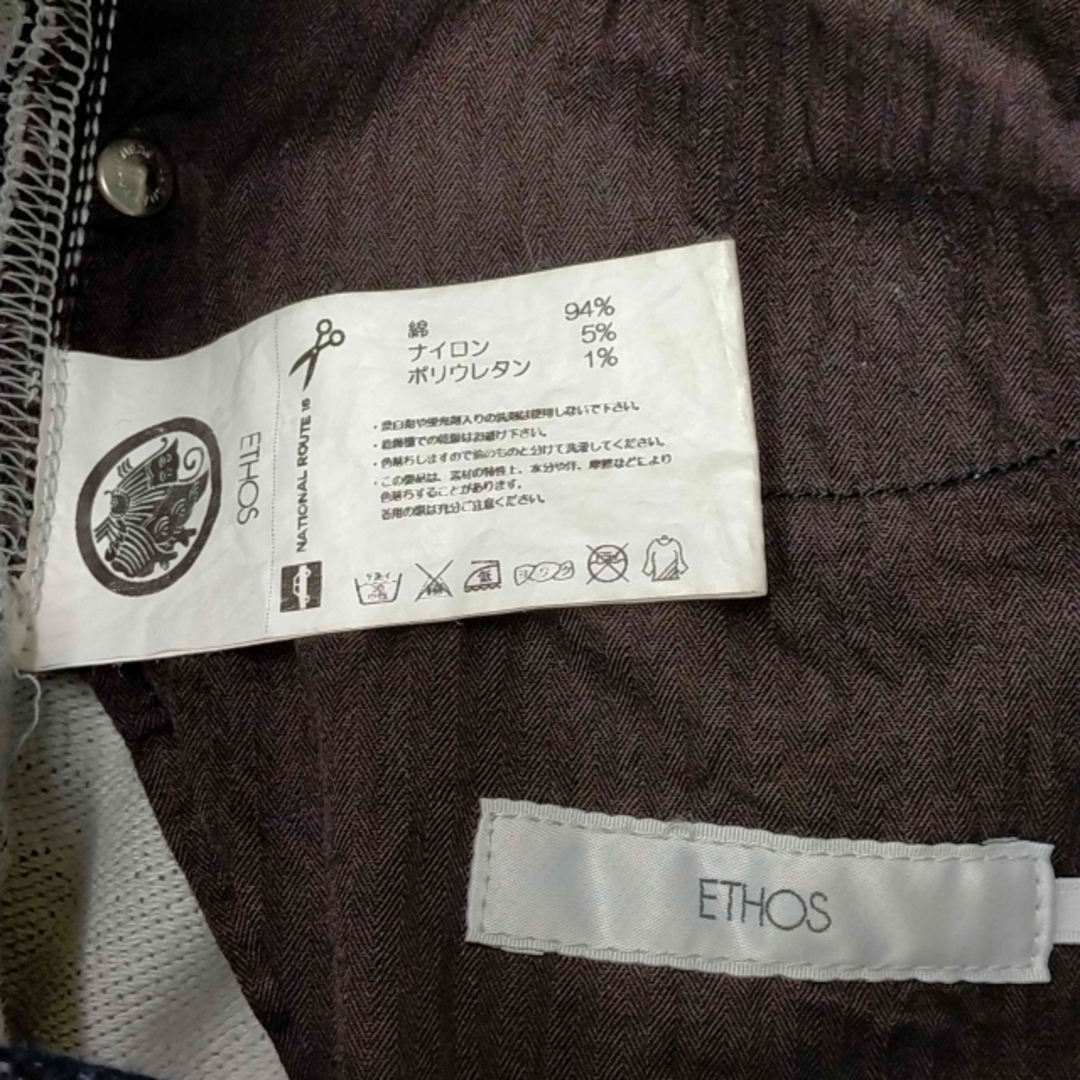 綿 94%
ナイロン 5%
ポリウレタン 1%
・漂白剤や蛍光剤入りの洗剤は使用しないで下さい。
・乾燥機での乾燥はお避け下さい。
・色落ちしますので他のものと分けて洗濯してください。
・この製品は、素材の特性上、水分や汗、摩擦などにより
色落ちすることがあります。
着用の際は充分ご注意ください。
NATIONAL ROUTE 16
ETHOS
低
ETHOS